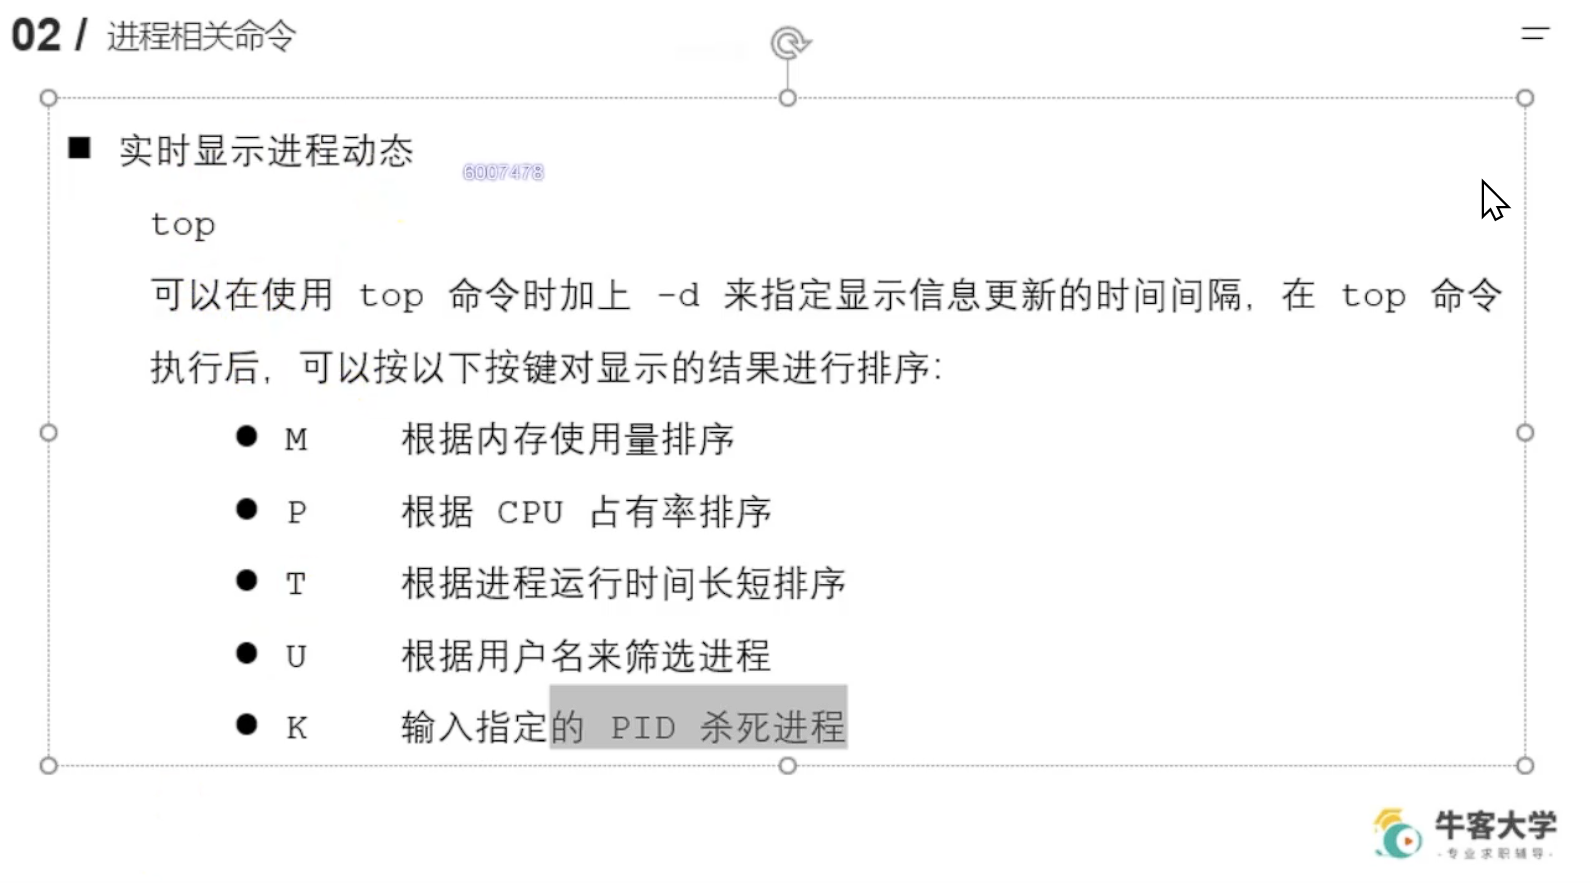 02 / 进程相关命令
■ 实时显示进程动态
6007478
top
可以在使用 top 命令时加上 -d 来指定显示信息更新的时间间隔，在 top 命令
执行后，可以按以下按键对显示的结果进行排序：
● M 根据内存使用量排序
● P 根据 CPU 占有率排序
● T 根据进程运行时间长短排序
● U 根据用户名来筛选进程
● K 输入指定的 PID 杀死进程
牛客大学
·专业求职辅导·